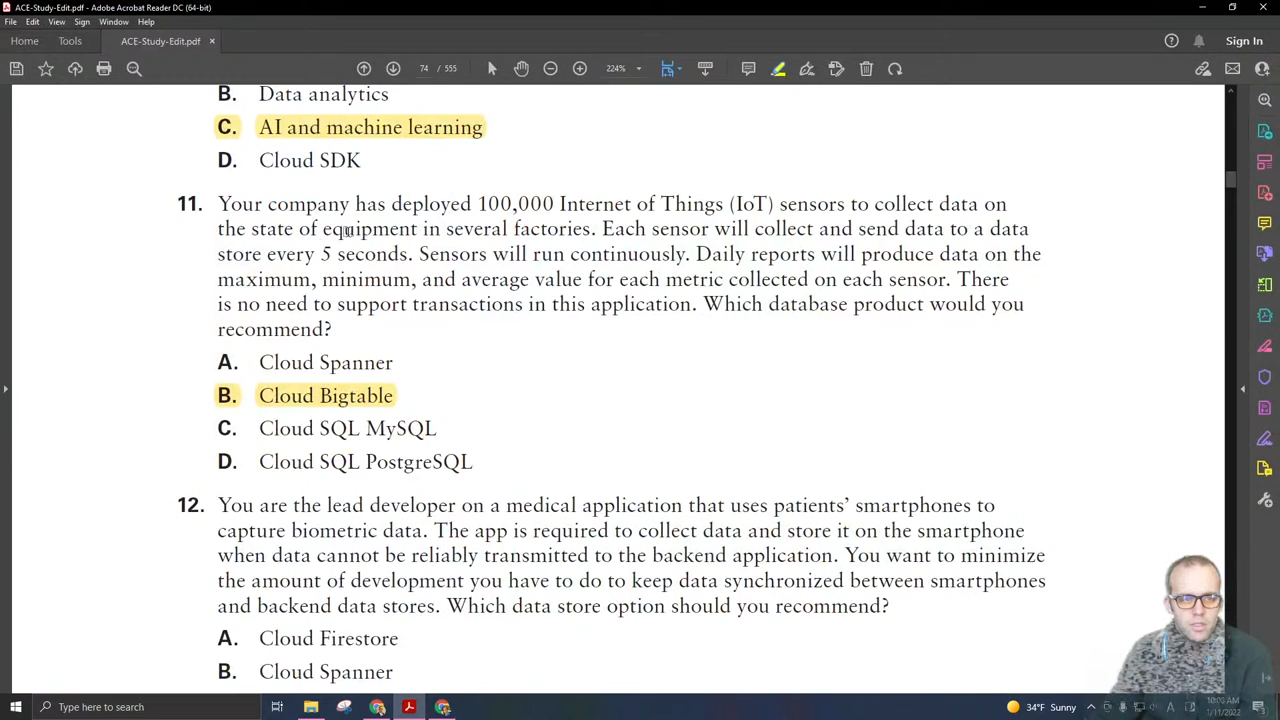 ACE-Study-Edit.pdf - Adobe Acrobat Reader DC (64-bit)
File Edit View Sign Window Help
Home Tools ACE-Study-Edit.pdf × Sign In
74 / 555 224%
B. Data analytics
C. AI and machine learning
D. Cloud SDK
11. Your company has deployed 100,000 Internet of Things (IoT) sensors to collect data on
the state of equipment in several factories. Each sensor will collect and send data to a data
store every 5 seconds. Sensors will run continuously. Daily reports will produce data on the
maximum, minimum, and average value for each metric collected on each sensor. There
is no need to support transactions in this application. Which database product would you
recommend?
A. Cloud Spanner
B. Cloud Bigtable
C. Cloud SQL MySQL
D. Cloud SQL PostgreSQL
12. You are the lead developer on a medical application that uses patients’ smartphones to
capture biometric data. The app is required to collect data and store it on the smartphone
when data cannot be reliably transmitted to the backend application. You want to minimize
the amount of development you have to do to keep data synchronized between smartphones
and backend data stores. Which data store option should you recommend?
A. Cloud Firestore
B. Cloud Spanner
Type here to search
34°F Sunny
10:03 AM
1/11/2022